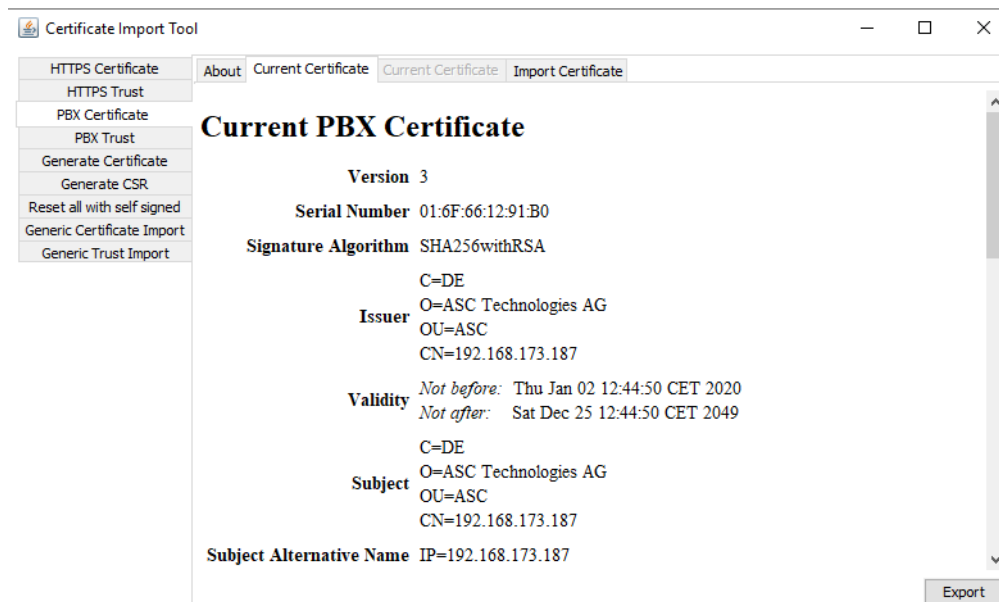 Certificate Import Tool
HTTPS Certificate
HTTPS Trust
PBX Certificate
PBX Trust
Generate Certificate
Generate CSR
Reset all with self signed
Generic Certificate Import
Generic Trust Import
About Current Certificate Current Certificate Import Certificate
Current PBX Certificate
Version 3
Serial Number 01:6F:66:12:91:B0
Signature Algorithm SHA256withRSA
Issuer C=DE
O=ASC Technologies AG
OU=ASC
CN=192.168.173.187
Validity Not before: Thu Jan 02 12:44:50 CET 2020
Not after: Sat Dec 25 12:44:50 CET 2049
Subject C=DE
O=ASC Technologies AG
OU=ASC
CN=192.168.173.187
Subject Alternative Name IP=192.168.173.187
Export